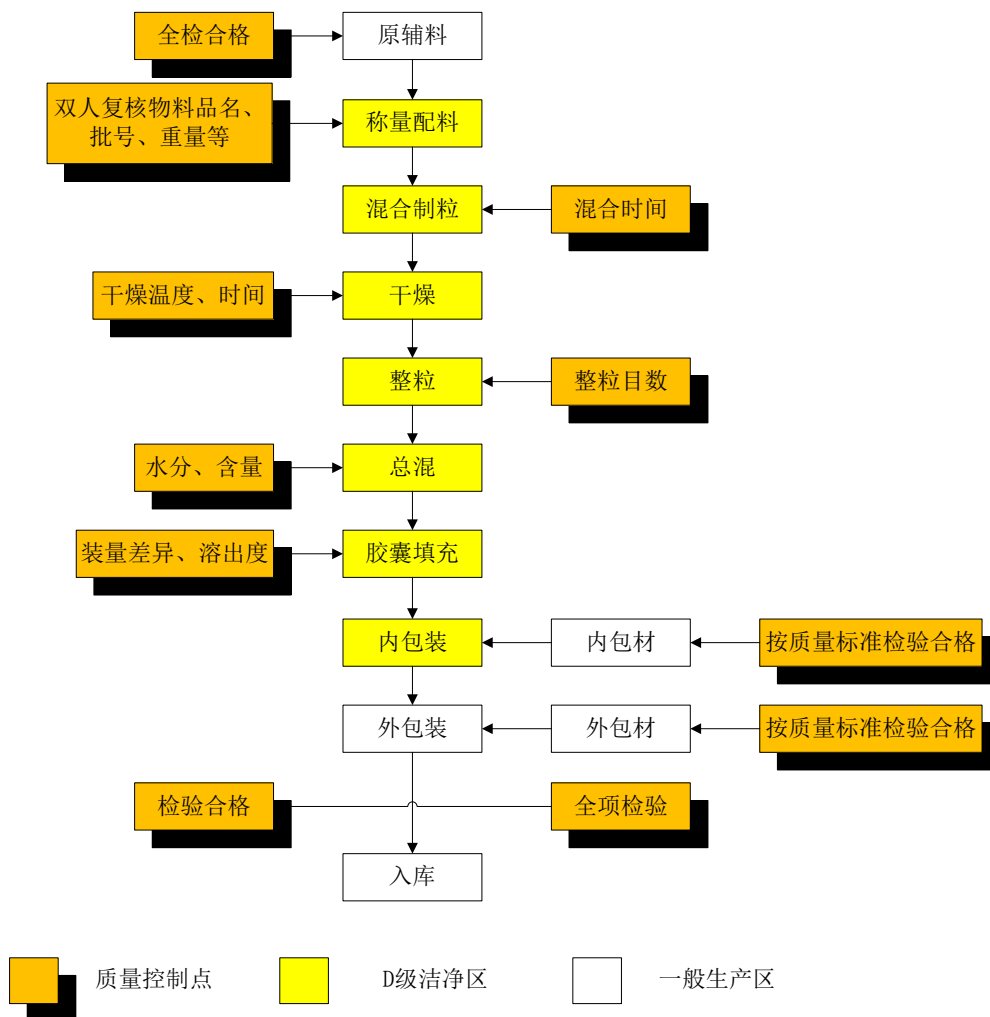 全检合格
原辅料
双人复核物料品名、
批号、重量等
称量配料
混合制粒
混合时间
干燥温度、时间
干燥
整粒
整粒目数
水分、含量
总混
装量差异、溶出度
胶囊填充
内包装
内包材
按质量标准检验合格
外包装
外包材
按质量标准检验合格
检验合格
全项检验
入库
质量控制点
D级洁净区
一般生产区